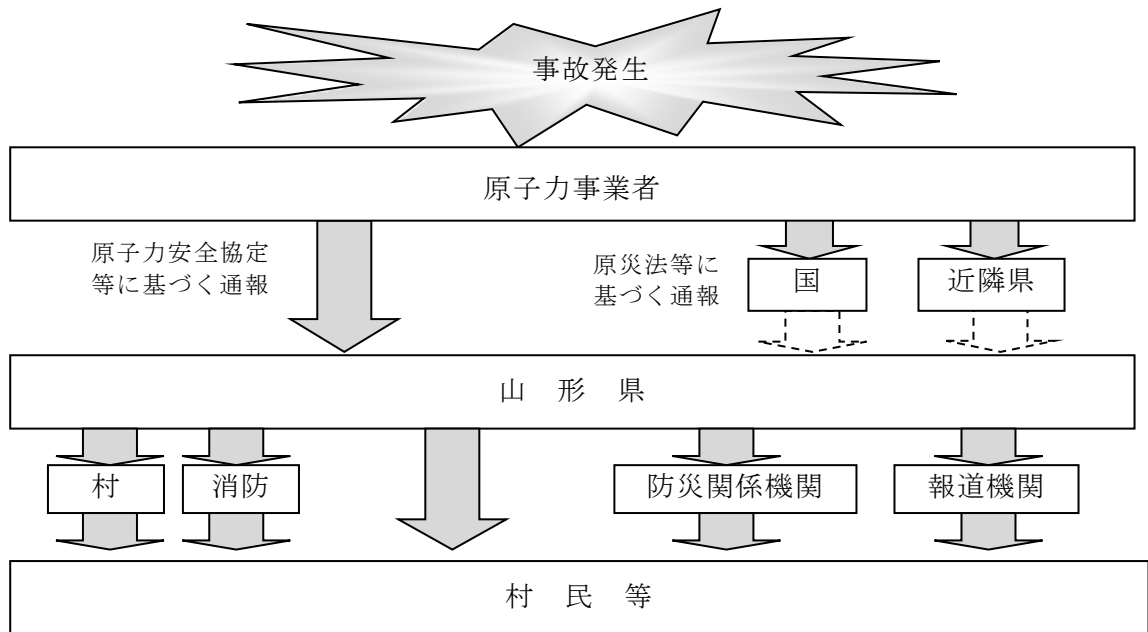 事故発生
原子力事業者
原子力安全協定
等に基づく通報
原災法等に
基づく通報
国
近隣県
山 形 県
村
消防
防災関係機関
報道機関
村 民 等